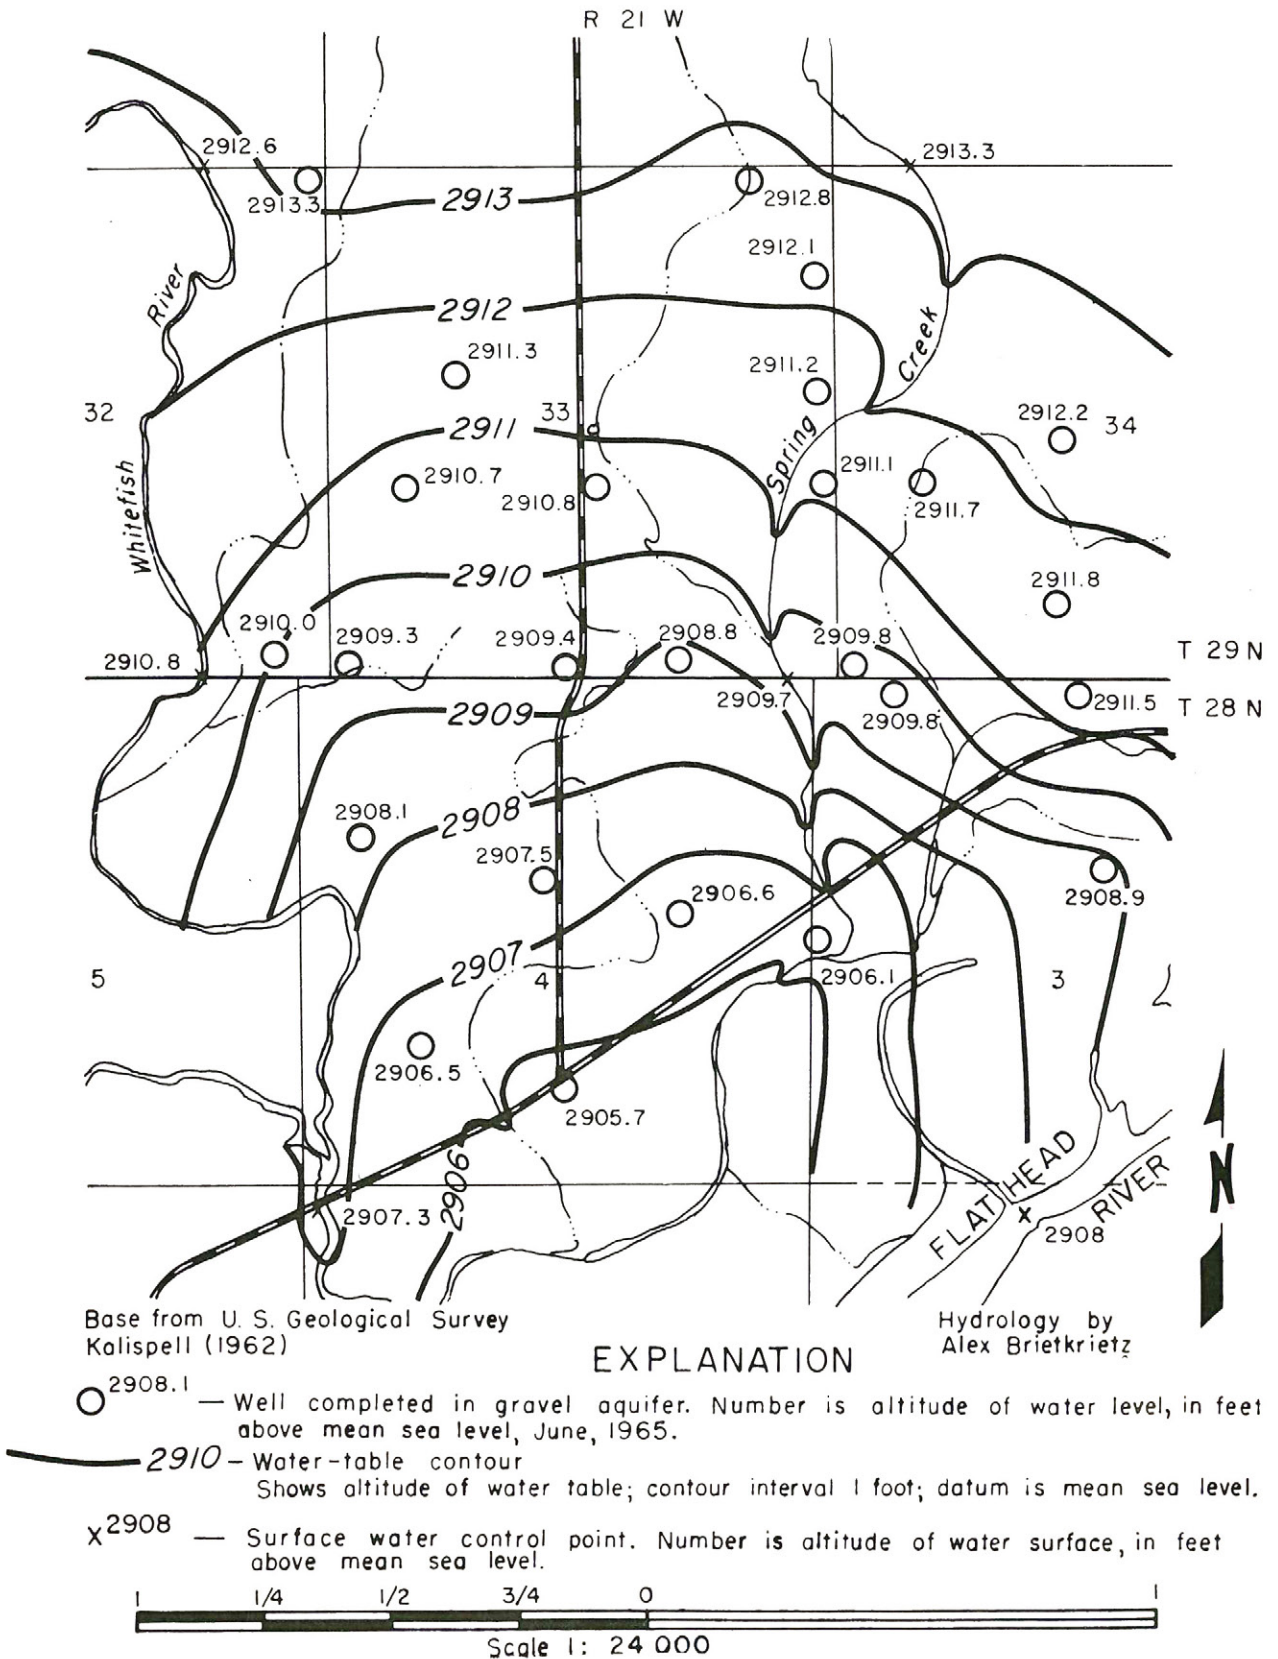 R 21 W
2912.6
2913.3
2913.3
2913
2912.8
2912.1
River
2912
Creek
2911.3
2911.2
32
33
2912.2
34
2911
Spring
2911.1
2910.7
2910.8
2911.7
Whitefish
2910
2911.8
2910.0
2909.3
2909.4
2908.8
2909.8
T 29 N
2910.8
2909.7
2909.8
2911.5
T 28 N
2909
2908.1
2908
2907.5
2906.6
2908.9
5
2907
4
2906.1
3
2906.5
2905.7
2906
2907.3
FLATHEAD
RIVER
2908
N
Base from U. S. Geological Survey
Kalispell (1962)
Hydrology by
Alex Brietkrietz
EXPLANATION
2908.1 — Well completed in gravel aquifer. Number is altitude of water level, in feet
above mean sea level, June, 1965.
2910 — Water-table contour
Shows altitude of water table; contour interval 1 foot; datum is mean sea level.
x 2908 — Surface water control point. Number is altitude of water surface, in feet
above mean sea level.
1 1/4 1/2 3/4 0 1
Scale 1: 24 000